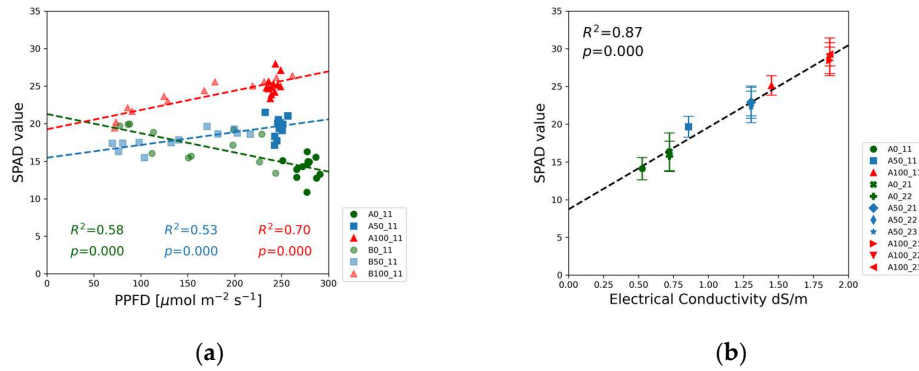 35
30
25
20
15
10
5
0
SPAD value
R²=0.58
p=0.000
R²=0.53
p=0.000
R²=0.70
p=0.000
0 50 100 150 200 250 300
PPFD [μmol m⁻² s⁻¹]
A0_11
A50_11
A100_11
B0_11
B50_11
B100_11
(a)
R²=0.87
p=0.000
35
30
25
20
15
10
5
0
SPAD value
0.00 0.25 0.50 0.75 1.00 1.25 1.50 1.75 2.00
Electrical Conductivity dS/m
A0_11
A50_11
A100_11
A0_21
A0_22
A50_21
A50_22
A50_23
A100_21
A100_22
A100_23
(b)